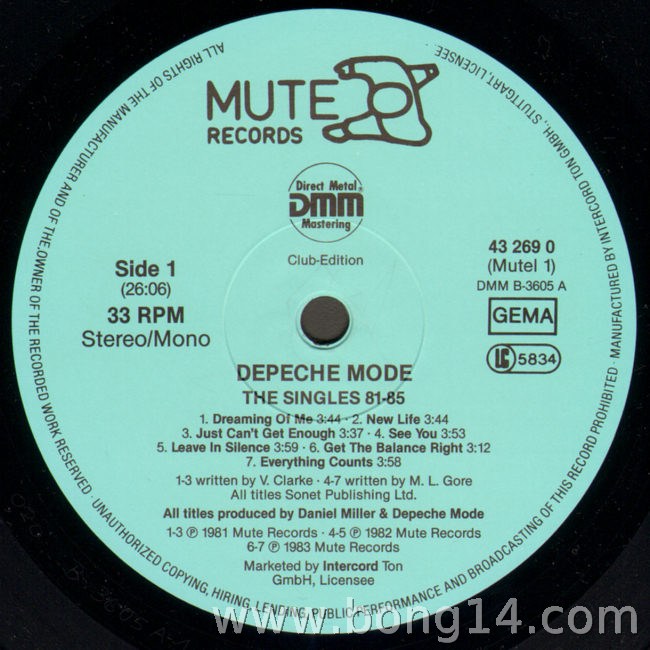 ALL RIGHTS OF THE MANUFACTURER AND OF THE OWNER OF THE RECORDED WORK RESERVED · UNAUTHORIZED COPYING, HIRING, LENDING, PUBLIC PERFORMANCE AND BROADCASTING OF THIS RECORD PROHIBITED · MANUFACTURED BY INTERCORD TON GMBH., STUTTGART, LICENSEE
MUTE
RECORDS
Direct Metal
DMM
Mastering
Club-Edition
Side 1
(26:06)
33 RPM
Stereo/Mono
43 269 0
(Mutel 1)
DMM B-3605 A
GEMA
LC 5834
DEPECHE MODE
THE SINGLES 81-85
1. Dreaming Of Me 3:44 · 2. New Life 3:44
3. Just Can't Get Enough 3:37 · 4. See You 3:53
5. Leave In Silence 3:59 · 6. Get The Balance Right 3:12
7. Everything Counts 3:58
1-3 written by V. Clarke · 4-7 written by M. L. Gore
All titles Sonet Publishing Ltd.
All titles produced by Daniel Miller & Depeche Mode
1-3 ℗ 1981 Mute Records · 4-5 ℗ 1982 Mute Records
6-7 ℗ 1983 Mute Records
Marketed by Intercord Ton
GmbH, Licensee
www.bong14.com